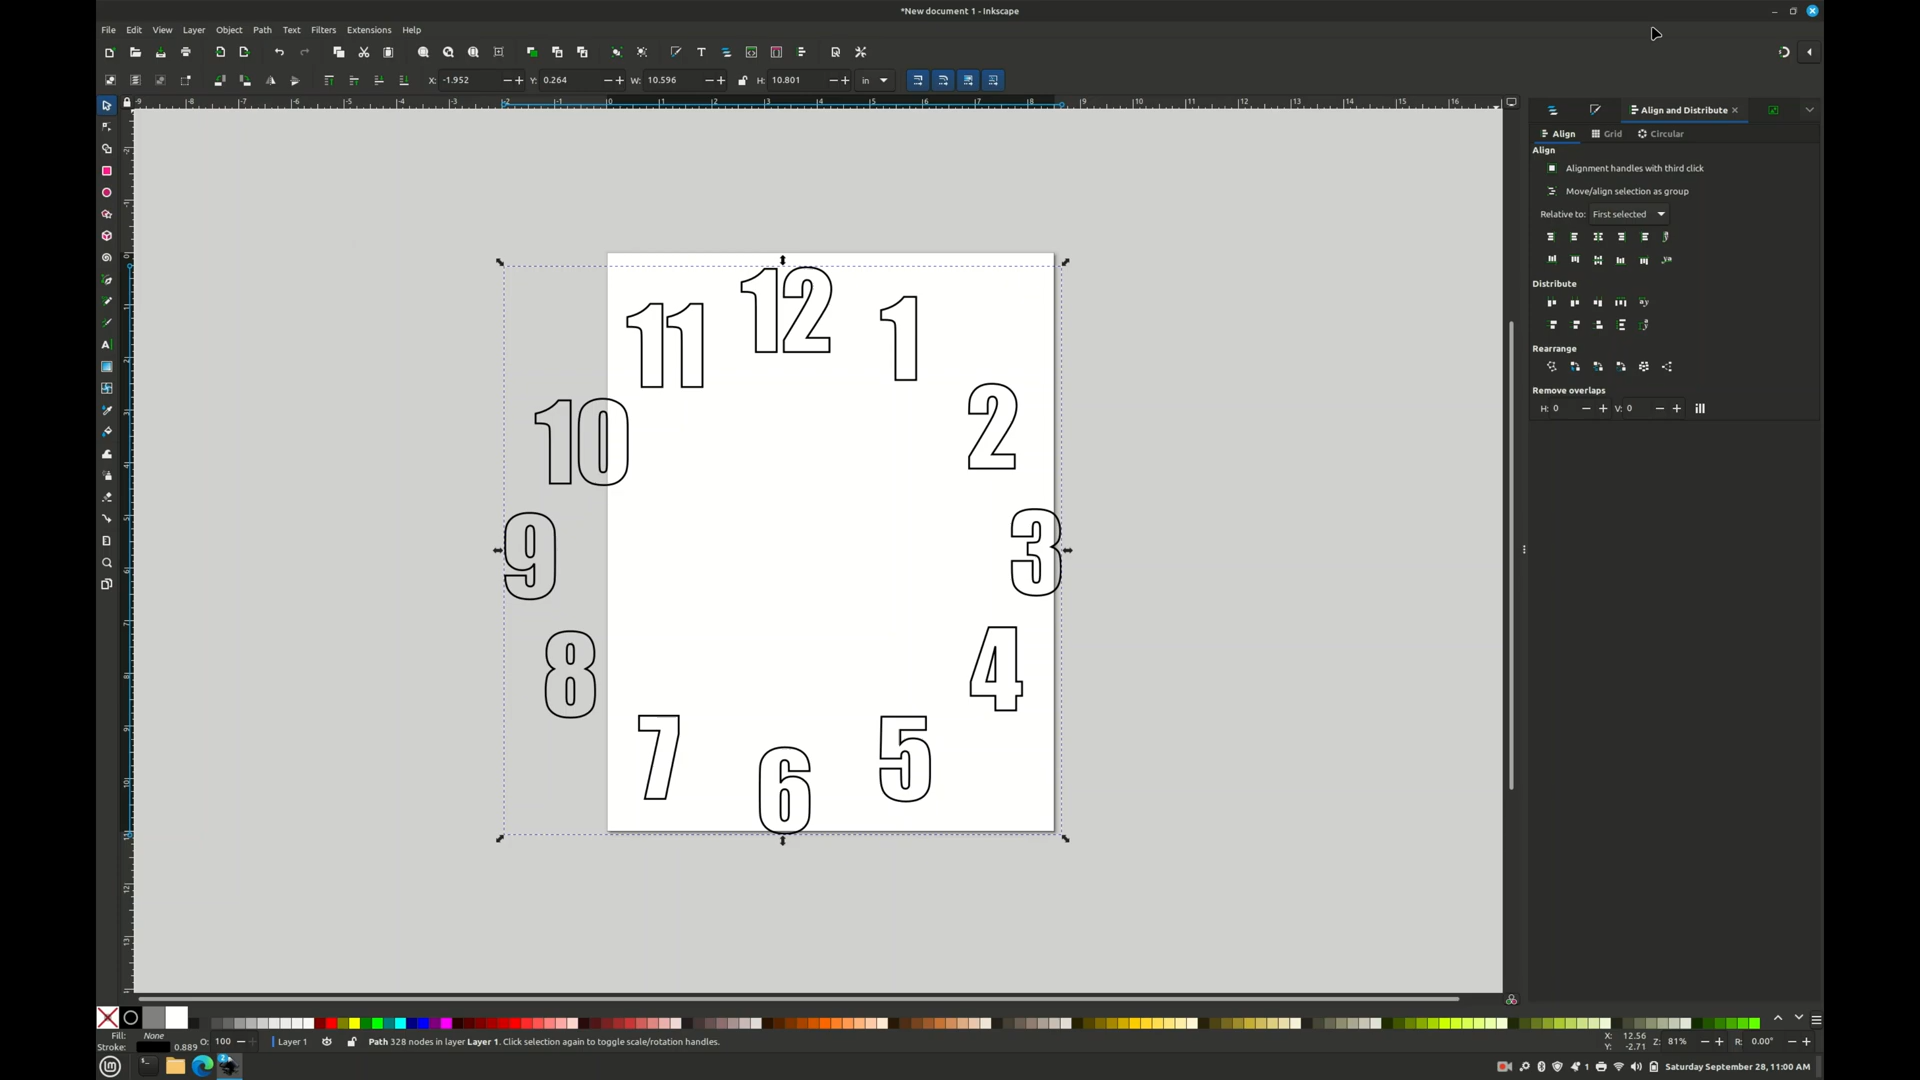 *New document 1 - Inkscape
File Edit View Layer Object Path Text Filters Extensions Help
X: -1.952 Y: 0.264 W: 10.596 H: 10.801 in
Align and Distribute
Align Grid Circular
Align
Alignment handles with third click
Move/align selection as group
Relative to: First selected
Distribute
Rearrange
Remove overlaps
H: 0 V: 0
12
11 1
10 2
9 3
8 4
7 5
6
Fill: None
Stroke: 0.889 O: 100 Layer 1 Path 328 nodes in layer Layer 1. Click selection again to toggle scale/rotation handles.
X: 12.56
Y: -2.71
Z: 81% R: 0.00°
Saturday September 28, 11:00 AM